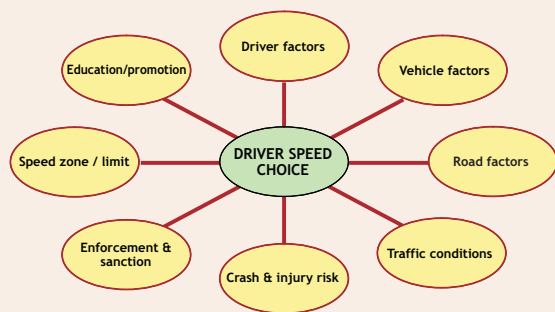 Driver factors
Education/promotion
Vehicle factors
Speed zone / limit
DRIVER SPEED
CHOICE
Road factors
Enforcement &
sanction
Traffic conditions
Crash & injury risk